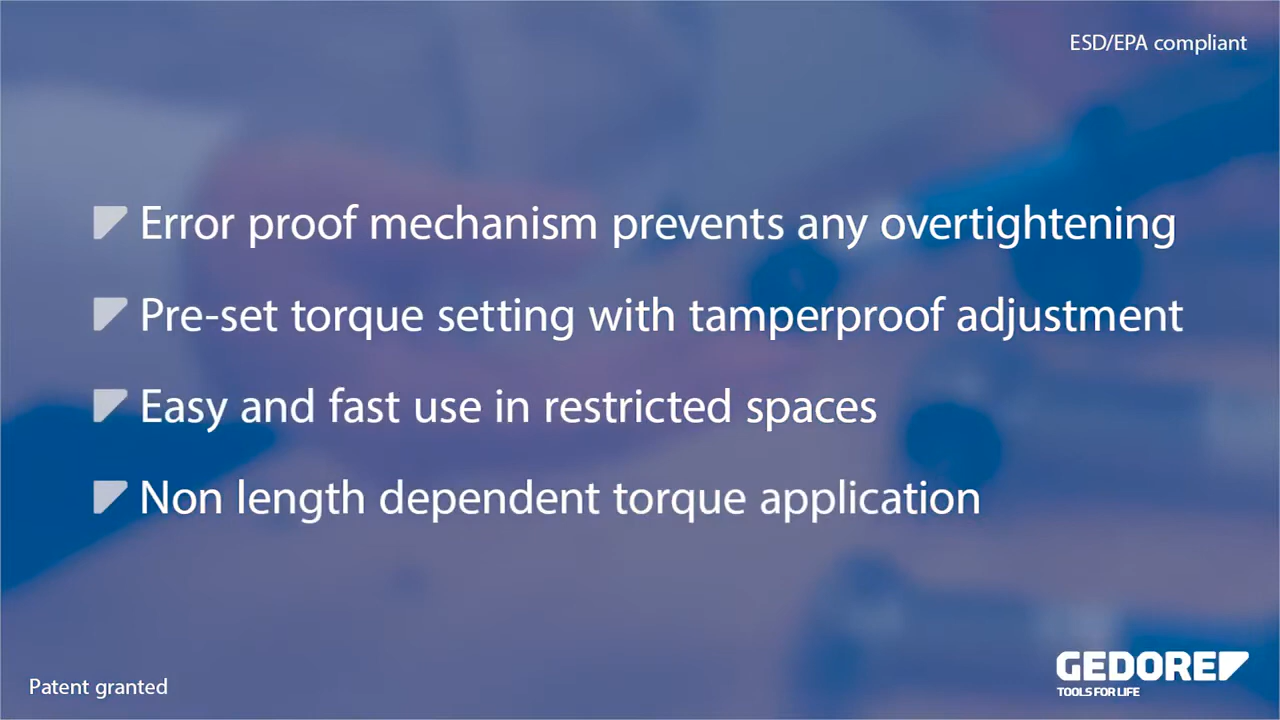 ESD/EPA compliant
Error proof mechanism prevents any overtightening
Pre-set torque setting with tamperproof adjustment
Easy and fast use in restricted spaces
Non length dependent torque application
Patent granted
GEDORE
TOOLS FOR LIFE